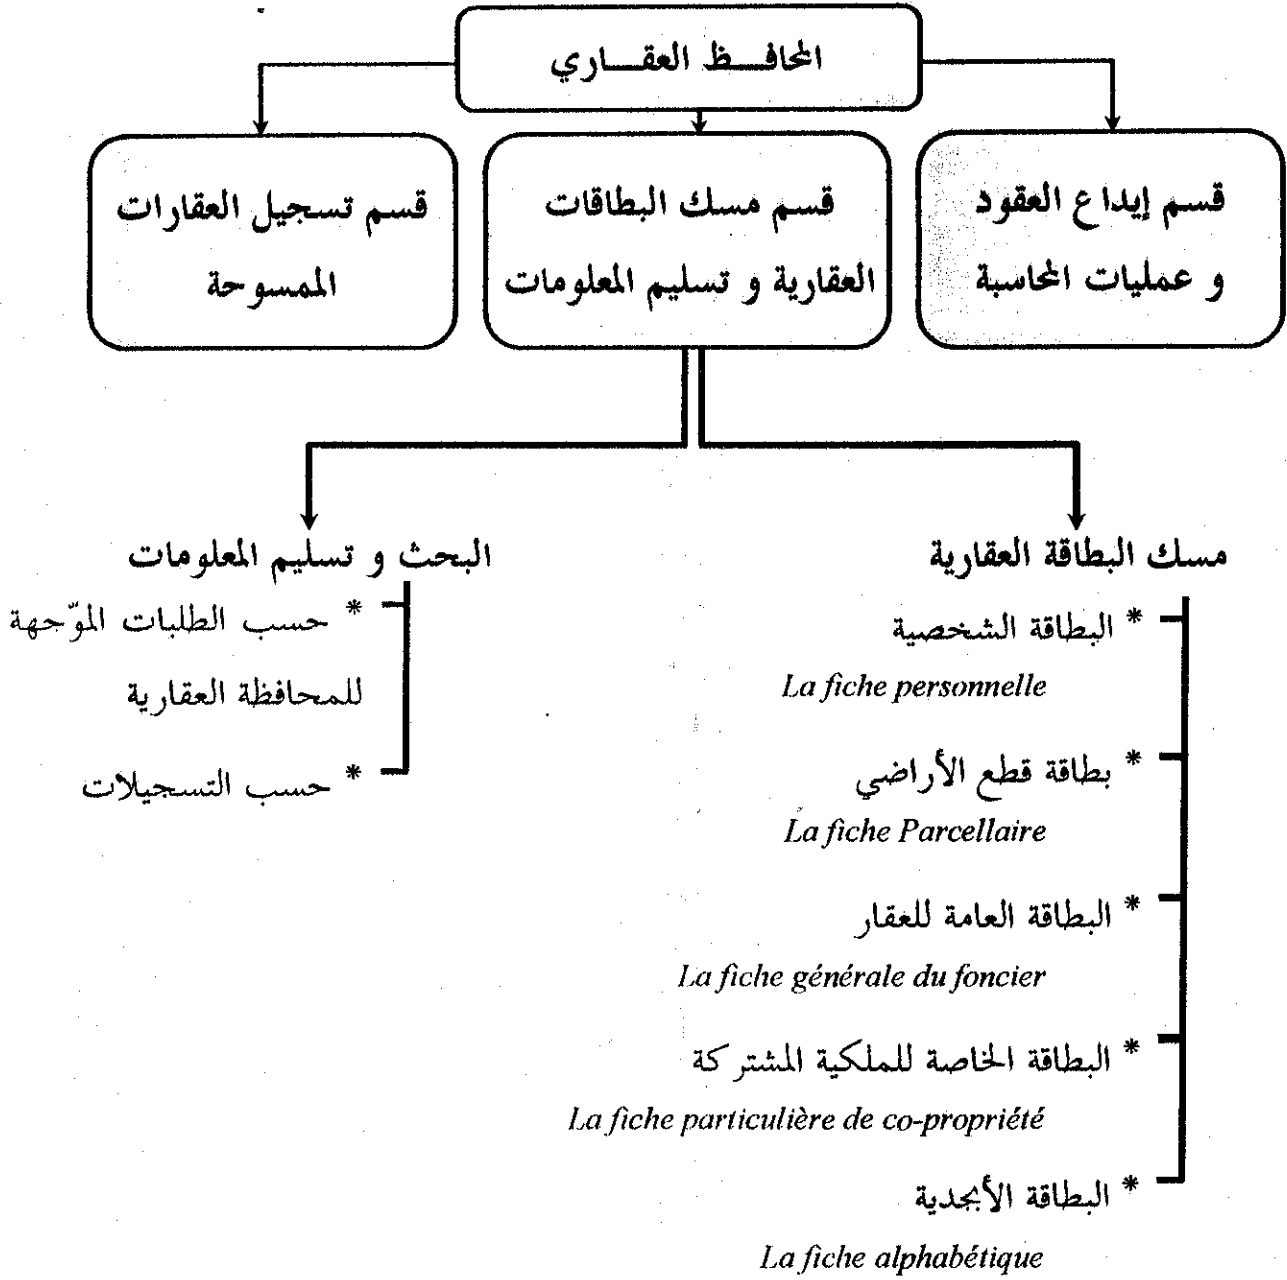 المحافــظ العقــاري
قسم إيداع العقود
و عمليات المحاسبة
قسم مسك البطاقات
العقارية و تسليم المعلومات
قسم تسجيل العقارات
الممسوحة
مسك البطاقة العقارية
* البطاقة الشخصية
La fiche personnelle
* بطاقة قطع الأراضي
La fiche Parcellaire
* البطاقة العامة للعقار
La fiche générale du foncier
* البطاقة الخاصة للملكية المشتركة
La fiche particulière de co-propriété
* البطاقة الأبجدية
La fiche alphabétique
البحث و تسليم المعلومات
* حسب الطلبات الموّجهة
للمحافظة العقارية
* حسب التسجيلات